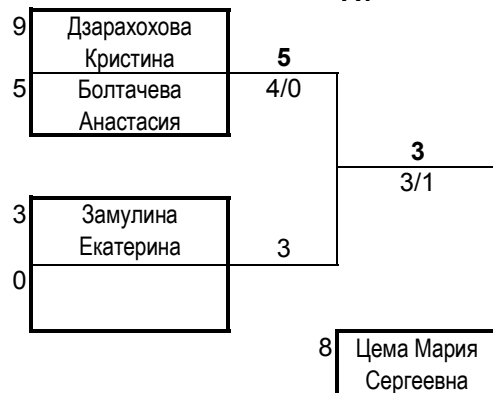 9 Дзарахохова
Кристина 5
5 Болтачева 4/0
Анастасия
3
3/1
3 Замулина
Екатерина 3
0
8 Цема Мария
Сергеевна